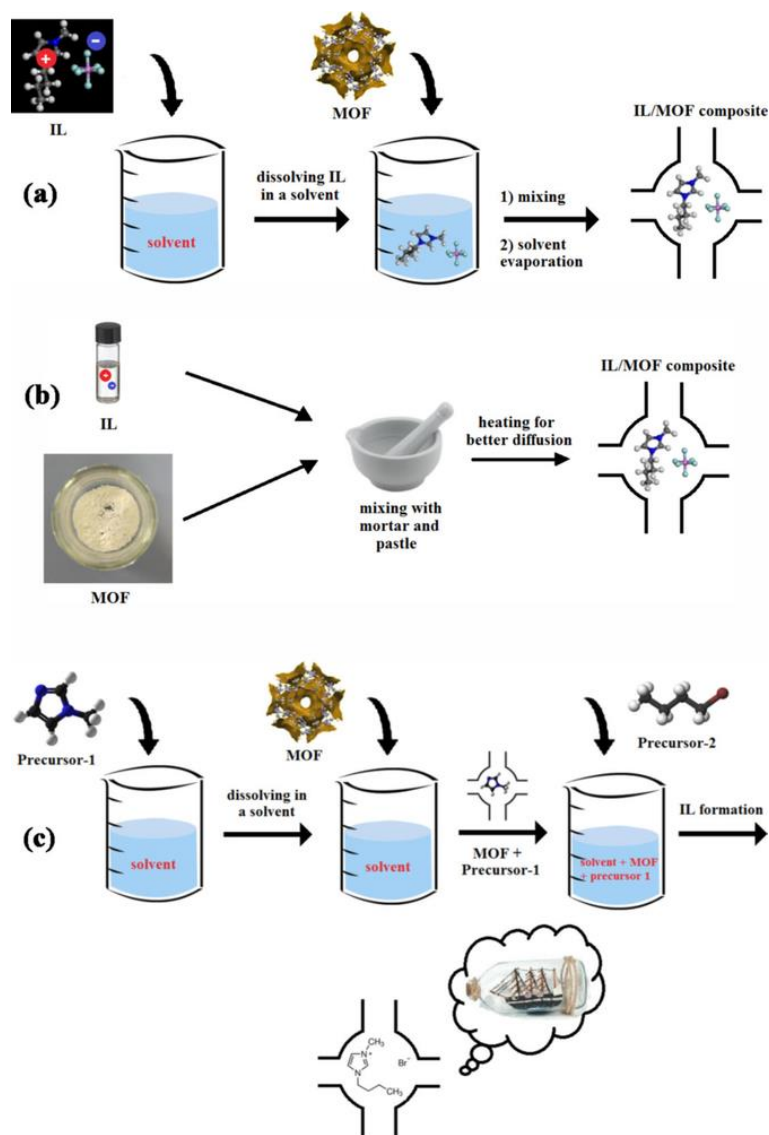 IL
MOF
IL/MOF composite
(a)
solvent
dissolving IL
in a solvent
1) mixing
2) solvent
evaporation
(b)
IL
MOF
mixing with
mortar and
pastle
heating for
better diffusion
IL/MOF composite
Precursor-1
MOF
Precursor-2
(c)
solvent
dissolving in
a solvent
solvent
MOF +
Precursor-1
solvent + MOF
+ precursor 1
IL formation
CH₃
N⁺
Br⁻
N
CH₃